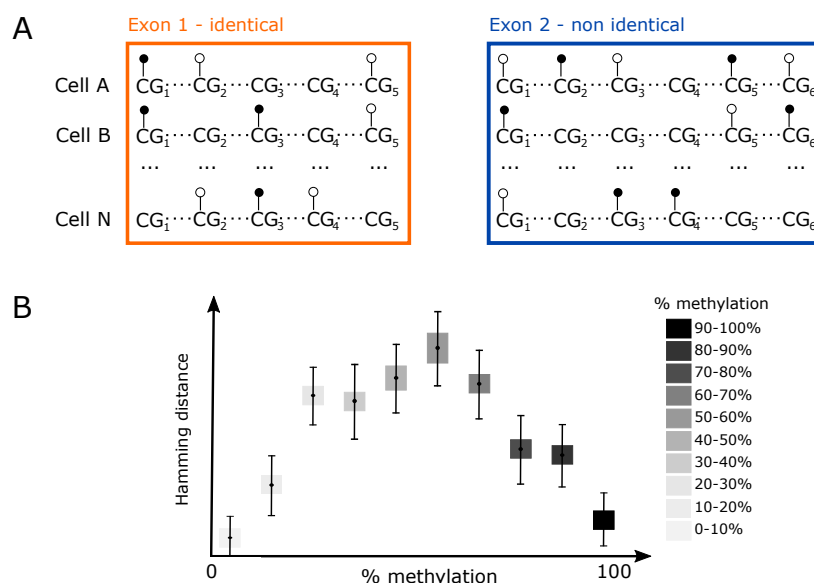 A
Exon 1 - identical
Exon 2 - non identical
Cell A
CG1 CG2 CG3 CG4 CG5
CG1 CG2 CG3 CG4 CG5 CG6
Cell B
CG1 CG2 CG3 CG4 CG5
CG1 CG2 CG3 CG4 CG5 CG6
... ... ... ... ...
... ... ... ... ... ...
Cell N
CG1 CG2 CG3 CG4 CG5
CG1 CG2 CG3 CG4 CG5 CG6
B
Hamming distance
0
% methylation
100
% methylation
90-100%
80-90%
70-80%
60-70%
50-60%
40-50%
30-40%
20-30%
10-20%
0-10%